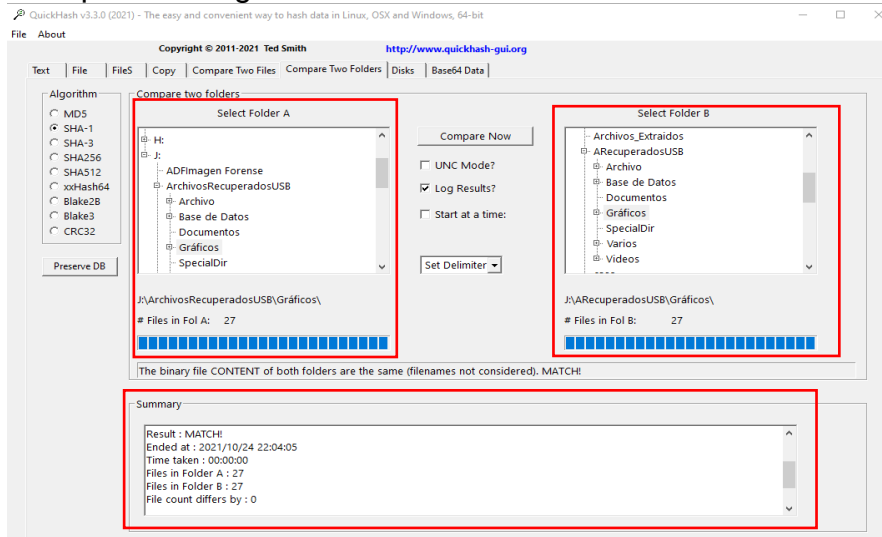 QuickHash v3.3.0 (2021) - The easy and convenient way to hash data in Linux, OSX and Windows, 64-bit
File About
Copyright © 2011-2021 Ted Smith http://www.quickhash-gui.org
Text File FileS Copy Compare Two Files Compare Two Folders Disks Base64 Data
Algorithm
MD5
SHA-1
SHA-3
SHA256
SHA512
xxHash64
Blake2B
Blake3
CRC32
Preserve DB
Compare two folders
Select Folder A
H:
J:
ADFImagen Forense
ArchivosRecuperadosUSB
Archivo
Base de Datos
Documentos
Gráficos
SpecialDir
J:\ArchivosRecuperadosUSB\Gráficos\
# Files in Fol A: 27
Compare Now
UNC Mode?
Log Results?
Start at a time:
Set Delimiter
Select Folder B
Archivos_Extraidos
ARecuperadosUSB
Archivo
Base de Datos
Documentos
Gráficos
SpecialDir
Varios
Videos
J:\ARecuperadosUSB\Gráficos\
# Files in Fol B: 27
The binary file CONTENT of both folders are the same (filenames not considered). MATCH!
Summary
Result : MATCH!
Ended at : 2021/10/24 22:04:05
Time taken : 00:00:00
Files in Folder A : 27
Files in Folder B : 27
File count differs by : 0